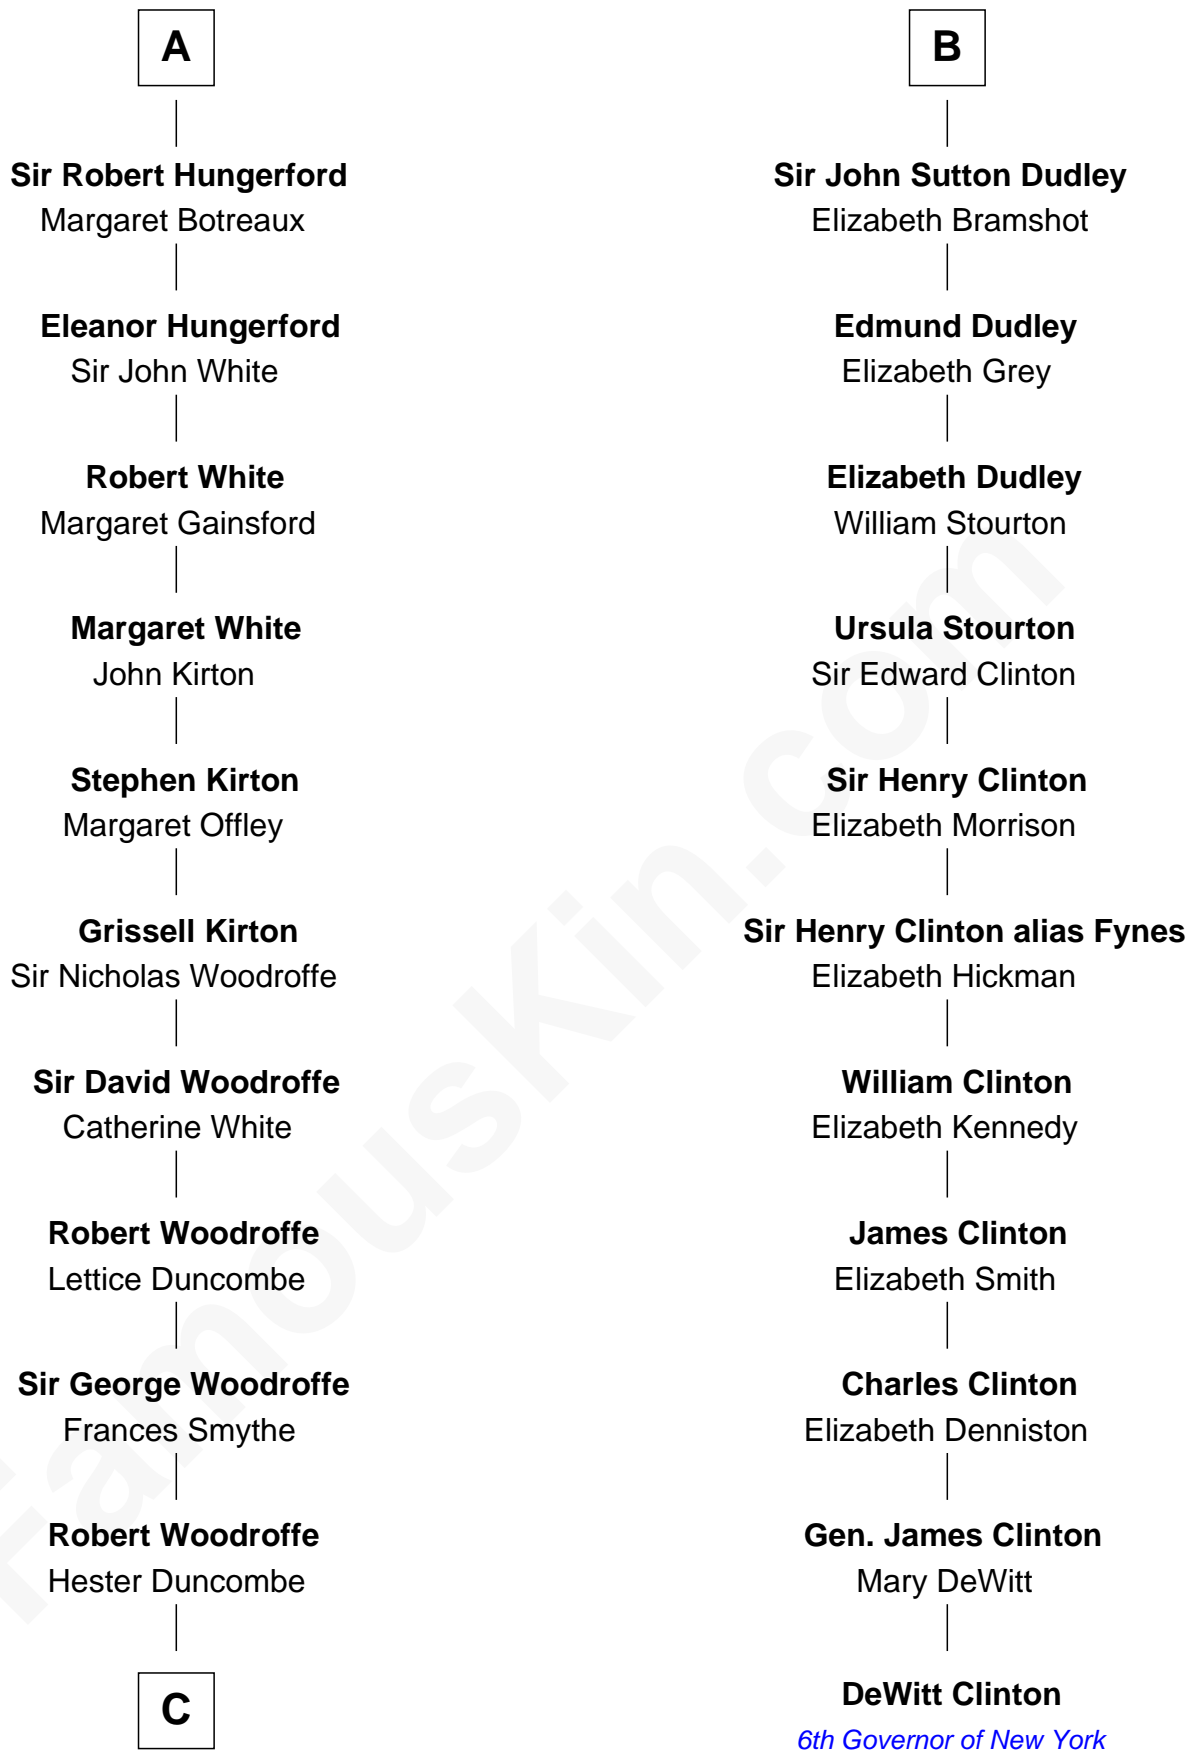 A
Sir Robert Hungerford
Margaret Botreaux
Eleanor Hungerford
Sir John White
Robert White
Margaret Gainsford
Margaret White
John Kirton
Stephen Kirton
Margaret Offley
Grissell Kirton
Sir Nicholas Woodroffe
Sir David Woodroffe
Catherine White
Robert Woodroffe
Lettice Duncombe
Sir George Woodroffe
Frances Smythe
Robert Woodroffe
Hester Duncombe
C
B
Sir John Sutton Dudley
Elizabeth Bramshot
Edmund Dudley
Elizabeth Grey
Elizabeth Dudley
William Stourton
Ursula Stourton
Sir Edward Clinton
Sir Henry Clinton
Elizabeth Morrison
Sir Henry Clinton alias Fynes
Elizabeth Hickman
William Clinton
Elizabeth Kennedy
James Clinton
Elizabeth Smith
Charles Clinton
Elizabeth Denniston
Gen. James Clinton
Mary DeWitt
DeWitt Clinton
6th Governor of New York
FamousKin.com